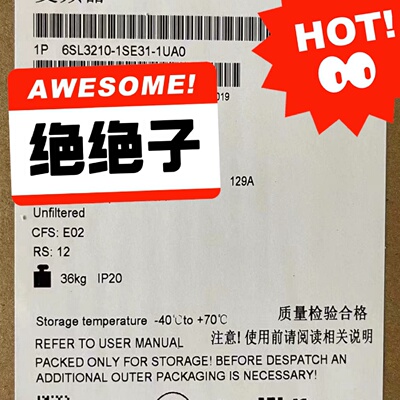 HOT!
1P 6SL3210-1SE31-1UA0
019
AWESOME!
绝绝子
129A
Unfiltered
CFS: E02
RS: 12
36kg IP20
质量检验合格
Storage temperature -40℃to +70℃
注意! 使用前请阅读相关说明
REFER TO USER MANUAL
PACKED ONLY FOR STORAGE! BEFORE DESPATCH AN
ADDITIONAL OUTER PACKAGING IS NECESSARY!